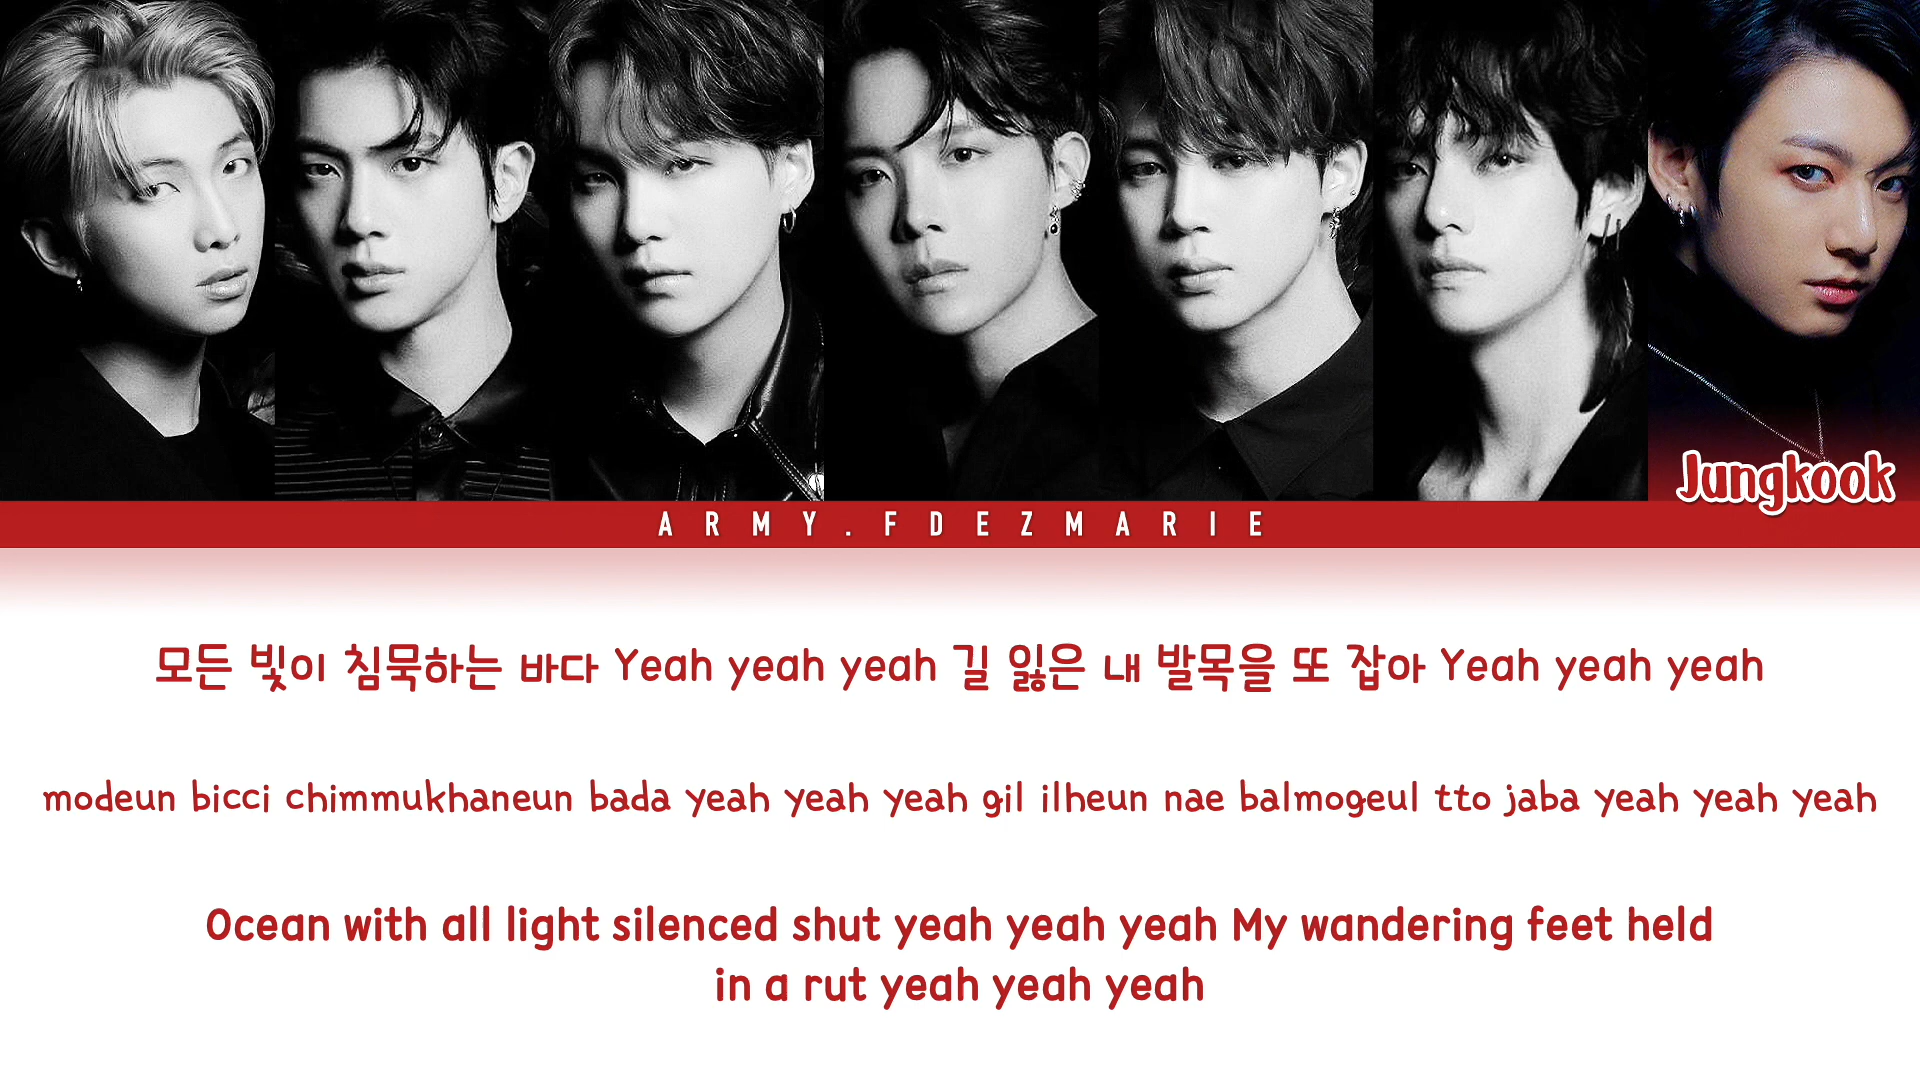 Jungkook
ARMY.FDEZMARIE
모든 빛이 침묵하는 바다 Yeah yeah yeah 길 잃은 내 발목을 또 잡아 Yeah yeah yeah
modeun bicci chimmukhaneun bada yeah yeah yeah gil ilheun nae balmogeul tto jaba yeah yeah yeah
Ocean with all light silenced shut yeah yeah yeah My wandering feet held
in a rut yeah yeah yeah